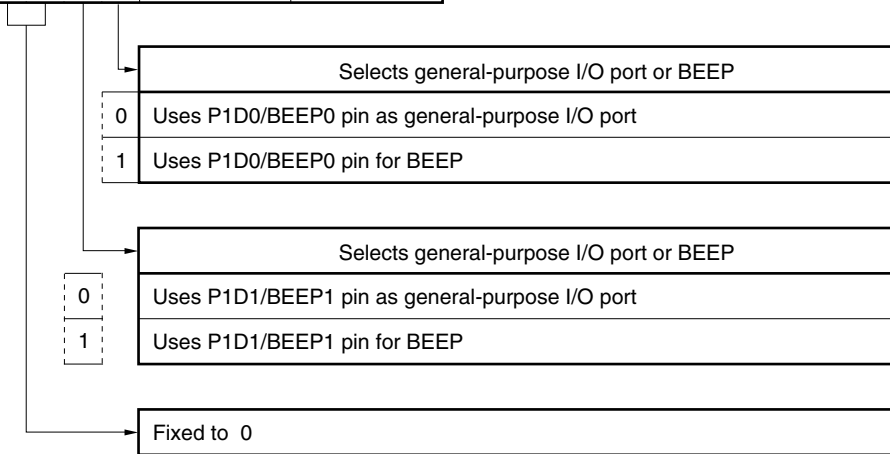 Selects general-purpose I/O port or BEEP
0 Uses P1D0/BEEP0 pin as general-purpose I/O port
1 Uses P1D0/BEEP0 pin for BEEP
Selects general-purpose I/O port or BEEP
0 Uses P1D1/BEEP1 pin as general-purpose I/O port
1 Uses P1D1/BEEP1 pin for BEEP
Fixed to 0